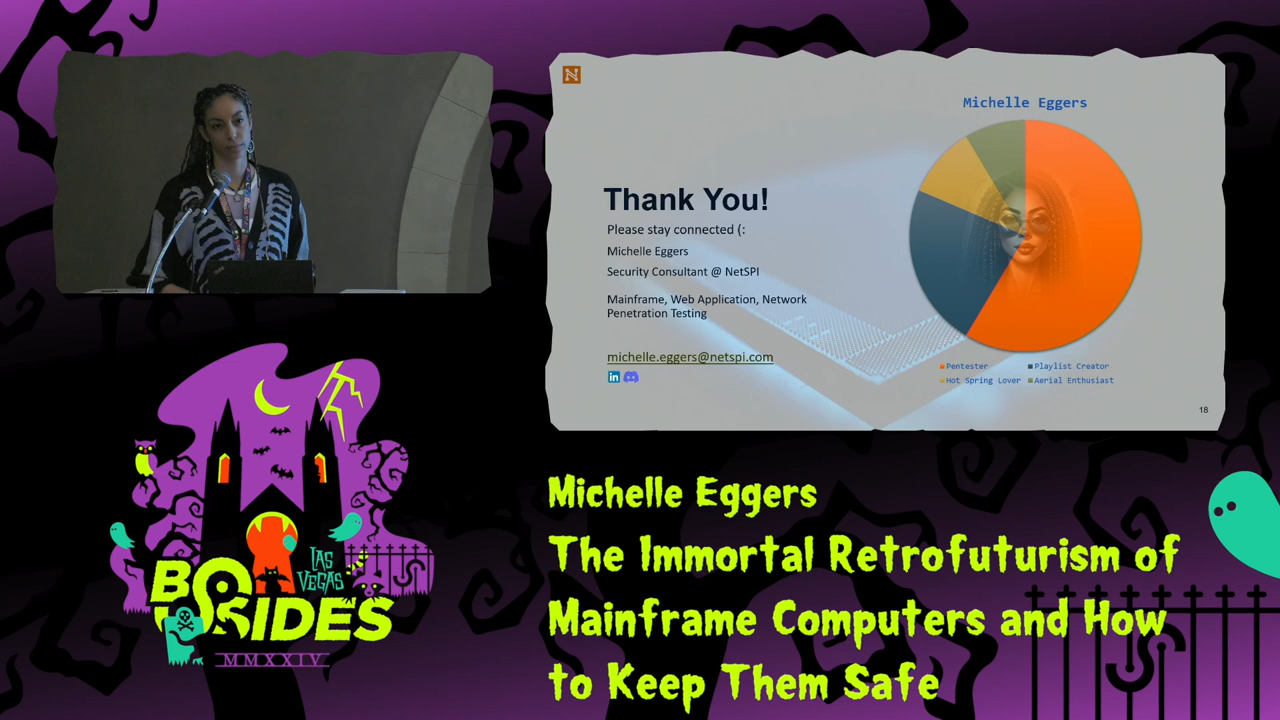 Michelle Eggers
Thank You!
Please stay connected (:
Michelle Eggers
Security Consultant @ NetSPI
Mainframe, Web Application, Network
Penetration Testing
michelle.eggers@netspi.com
in
Pentester
Playlist Creator
Hot Spring Lover
Aerial Enthusiast
18
N
LAS
VEGAS
BSIDES
MMXXIV
Michelle Eggers
The Immortal Retrofuturism of
Mainframe Computers and How
to Keep Them Safe